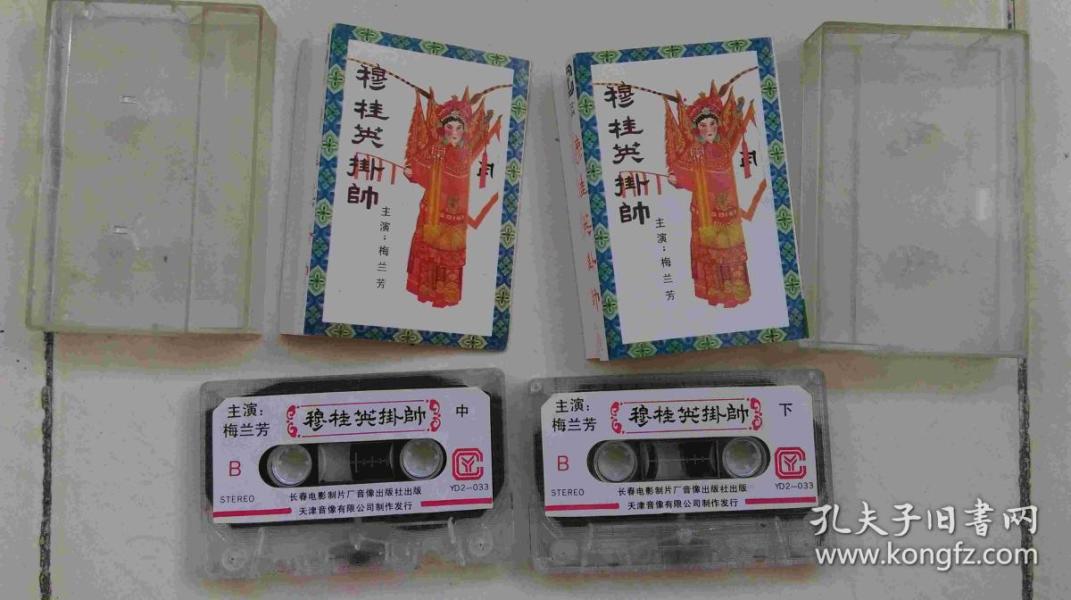 穆桂英掛帥
主演：梅兰芳
穆桂英掛帥
主演：梅兰芳
主演：
梅兰芳
穆桂英掛帥
中
B
STEREO
YD2-033
长春电影制片厂音像出版社出版
天津音像有限公司制作发行
主演：
梅兰芳
穆桂英掛帥
下
B
STEREO
YD2-033
长春电影制片厂音像出版社出版
天津音像有限公司制作发行
孔夫子旧書网
www.kongfz.com